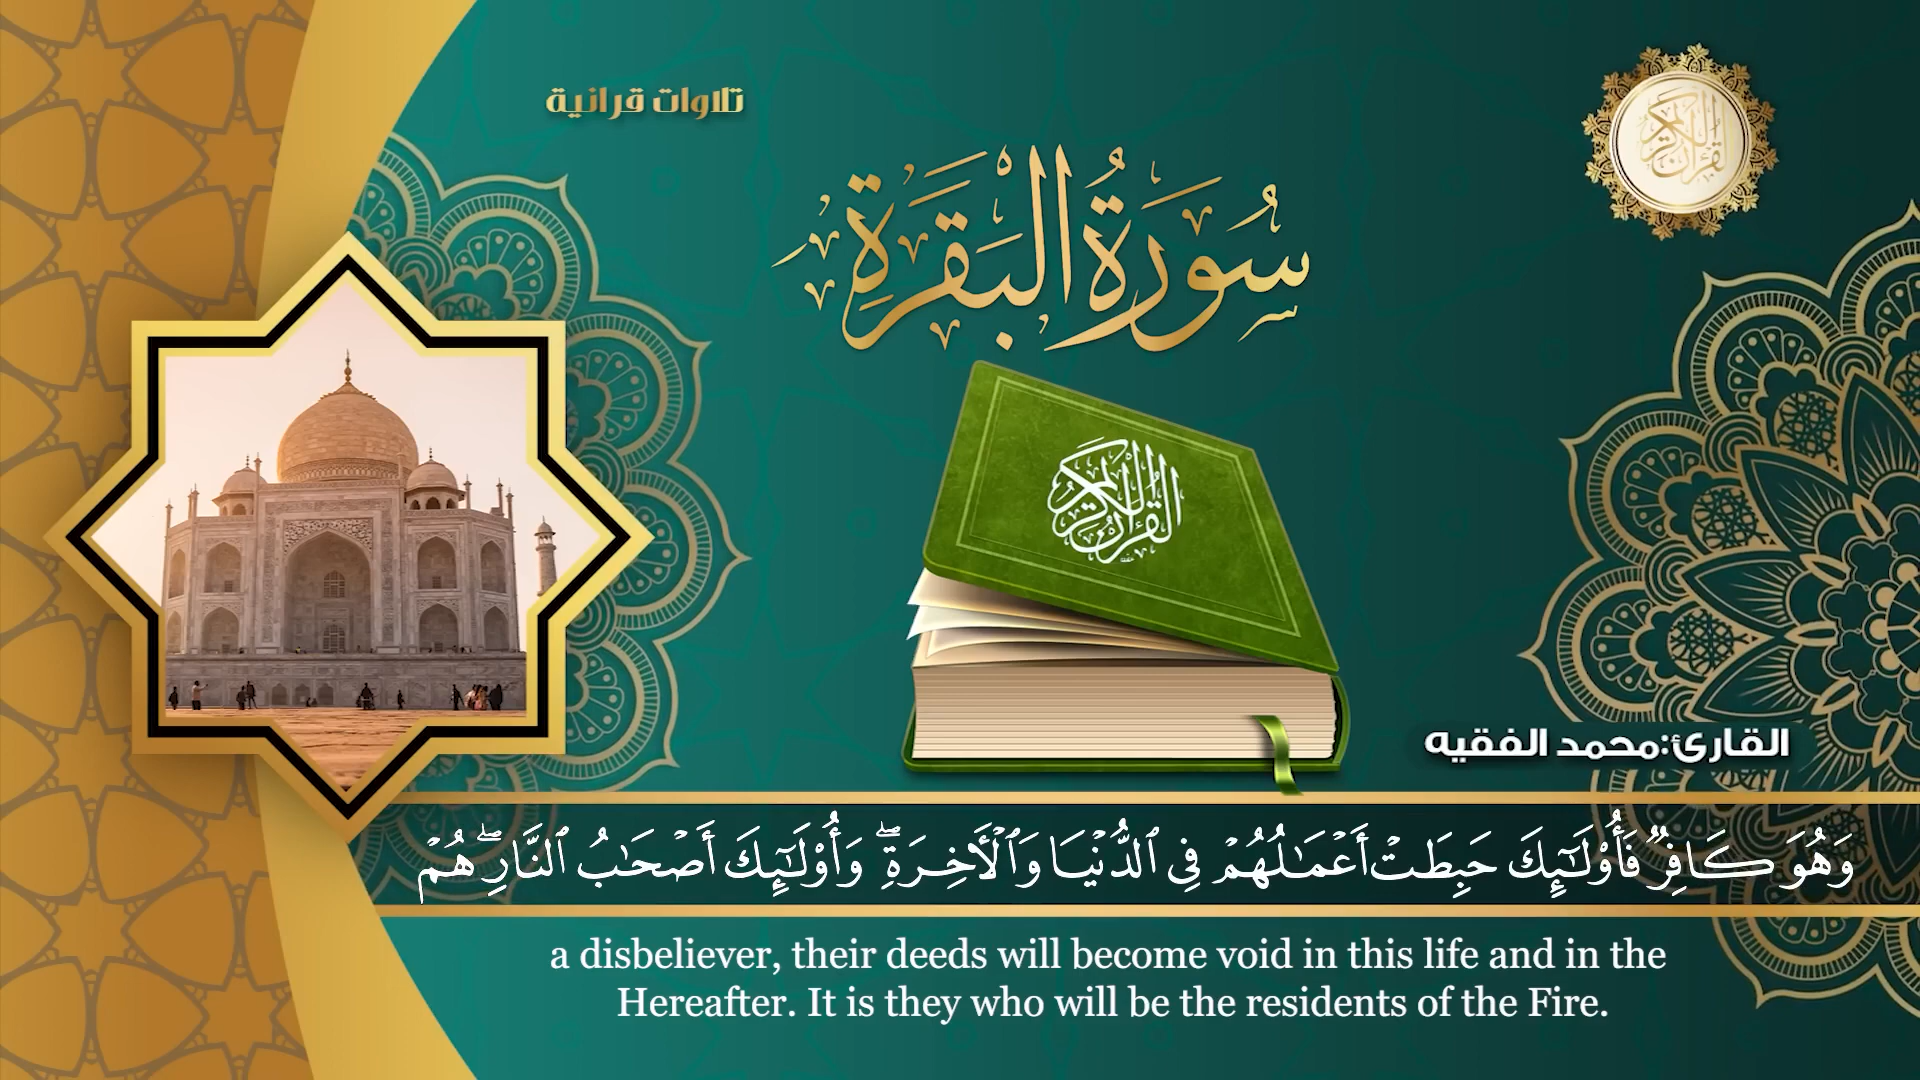 تلاوات قرانية
القرآن الكريم
سُورَةُ البَقَرَةِ
القرآن الكريم
القارئ:محمد الفقيه
وَهُوَ كَافِرٌ فَأُو۟لَـٰٓئِكَ حَبِطَتْ أَعْمَـٰلُهُمْ فِي ٱلدُّنْيَا وَٱلْأَخِرَةِ ۖ وَأُو۟لَـٰٓئِكَ أَصْحَـٰبُ ٱلنَّارِ ۖ هُمْ
a disbeliever, their deeds will become void in this life and in the
Hereafter. It is they who will be the residents of the Fire.